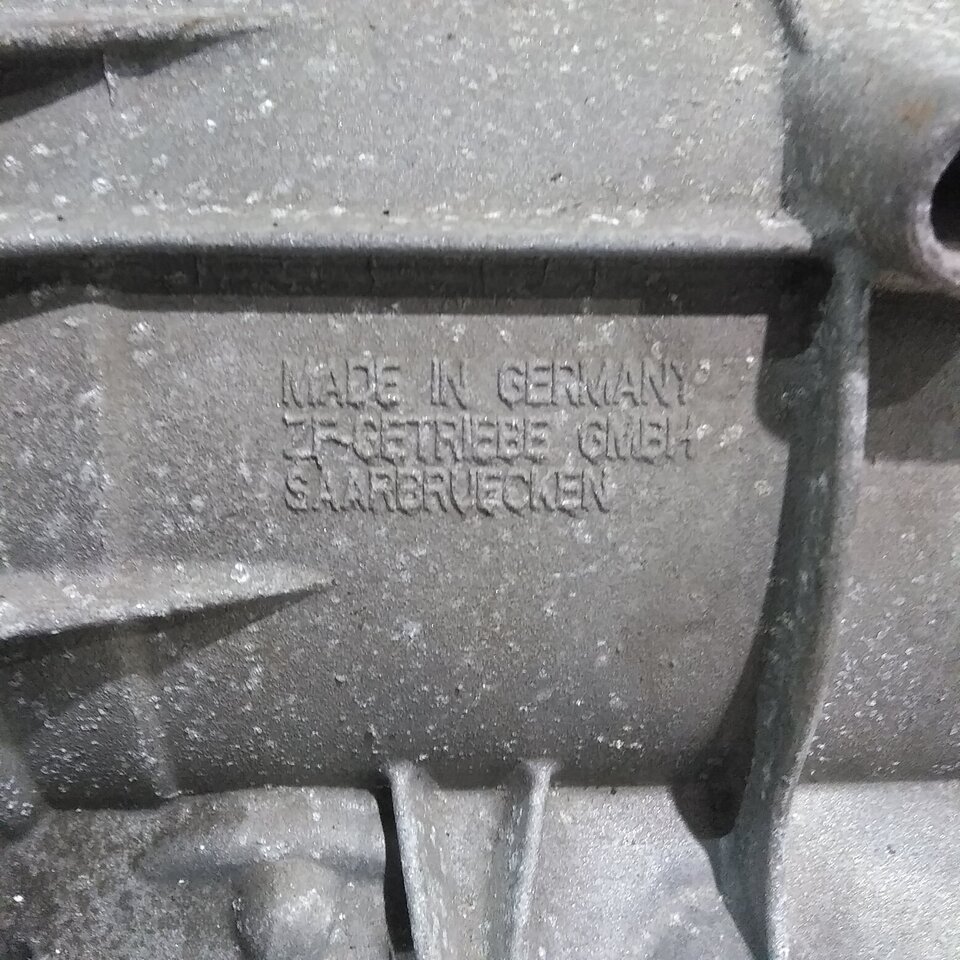 MADE IN GERMANY
ZF-GETRIEBE GMBH
SAARBRUECKEN